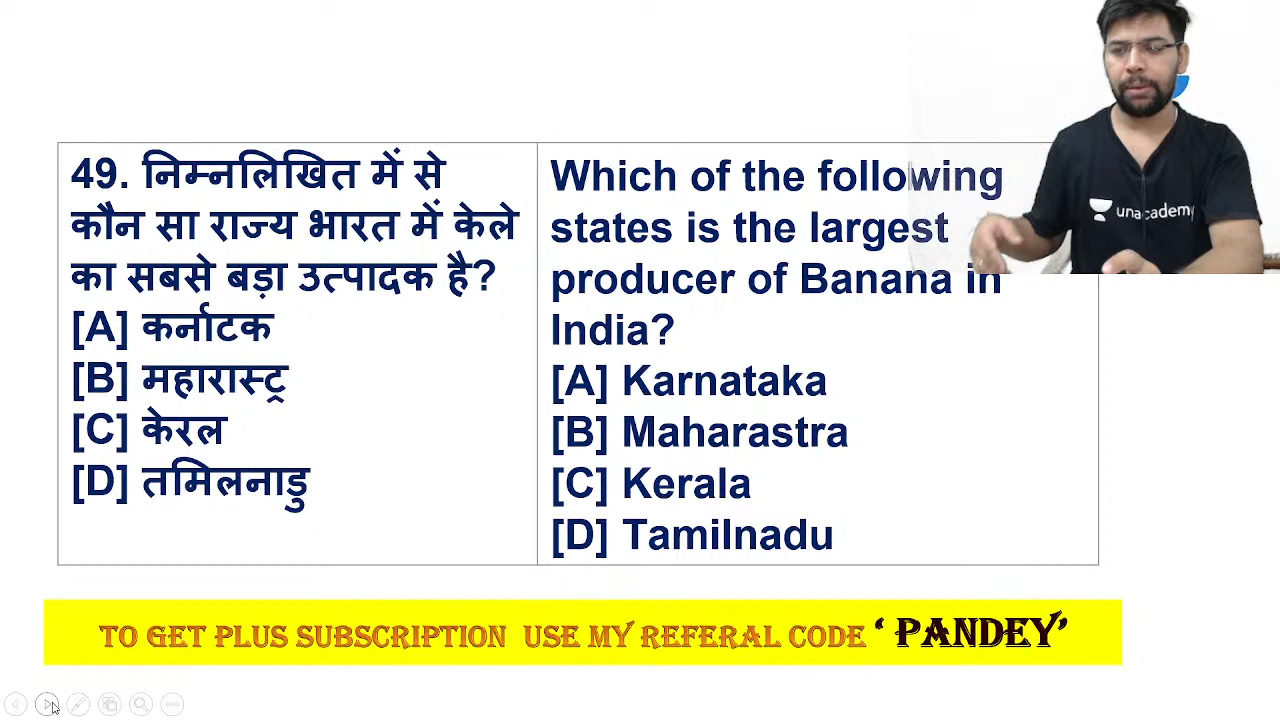 49. निम्नलिखित में से
कौन सा राज्य भारत में केले
का सबसे बड़ा उत्पादक है?
[A] कर्नाटक
[B] महारास्ट्र
[C] केरल
[D] तमिलनाडु
Which of the following
states is the largest
producer of Banana in
India?
[A] Karnataka
[B] Maharastra
[C] Kerala
[D] Tamilnadu
unacademy
TO GET PLUS SUBSCRIPTION USE MY REFERAL CODE ‘ PANDEY’